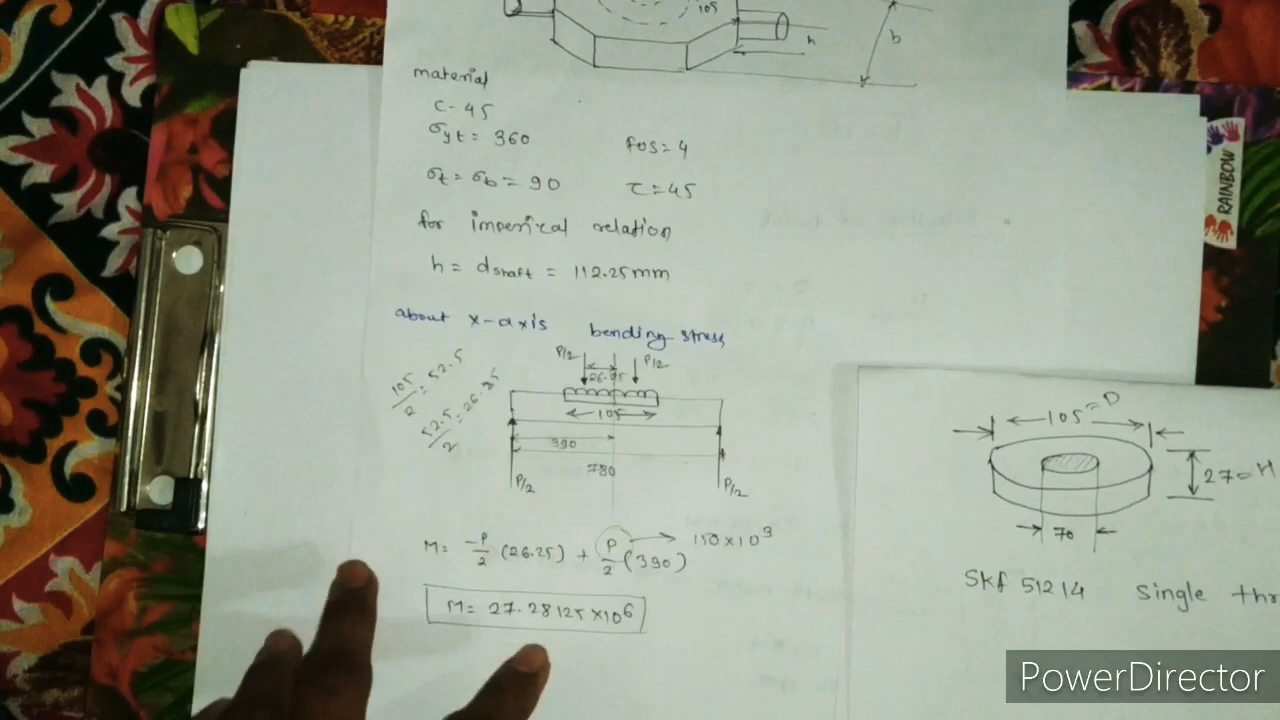 105
h
b
material
C-45
σyt = 360 fos = 4
σt = σb = 90 τ = 45
for imperical relation
h = dshaft = 112.25mm
about x-axis bending stress
105/2 = 52.5
52.5/2 = 26.25
P/2 P/2
26.25
105
390
780
P/2 P/2
M = -P/2 (26.25) + P/2 (390) → 150×10³
M = 27.28125×10⁶
105 = D
27 = H
70
Skf 51214 single thr
RAINBOW
PowerDirector